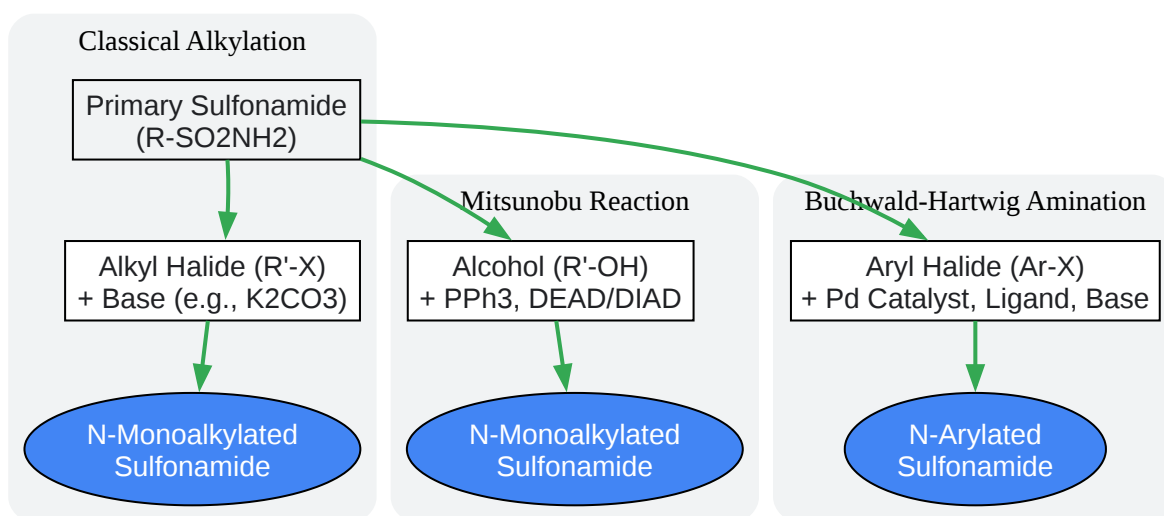 Classical Alkylation
Primary Sulfonamide
(R-SO2NH2)
Mitsunobu Reaction
Buchwald-Hartwig Amination
Alkyl Halide (R'-X)
+ Base (e.g., K2CO3)
Alcohol (R'-OH)
+ PPh3, DEAD/DIAD
Aryl Halide (Ar-X)
+ Pd Catalyst, Ligand, Base
N-Monoalkylated
Sulfonamide
N-Monoalkylated
Sulfonamide
N-Arylated
Sulfonamide